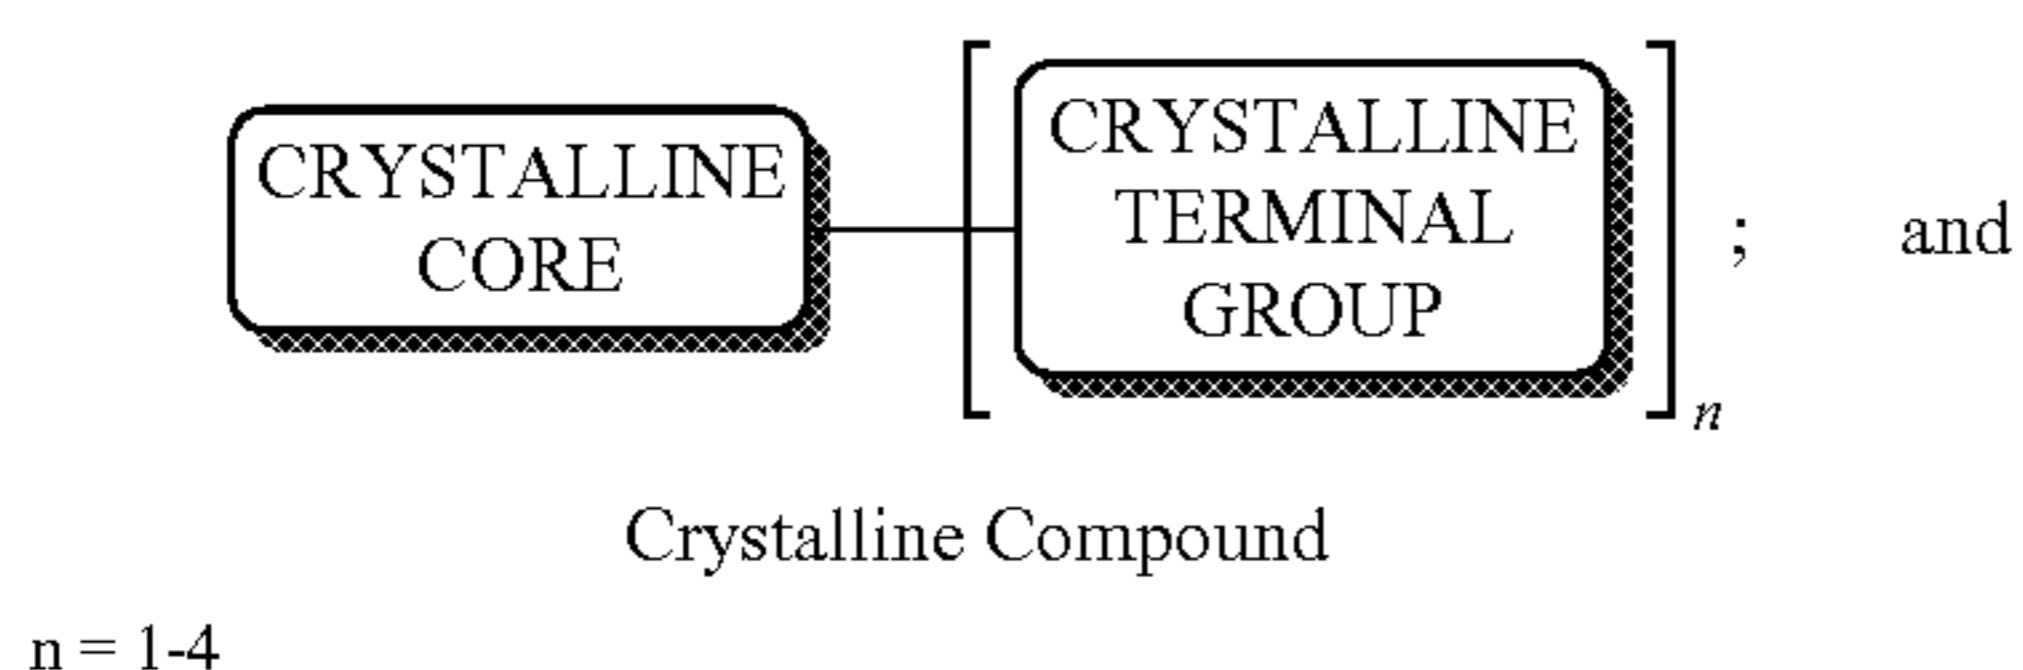 CRYSTALLINE
CORE
CRYSTALLINE
TERMINAL
GROUP
n
; and
Crystalline Compound
n = 1-4